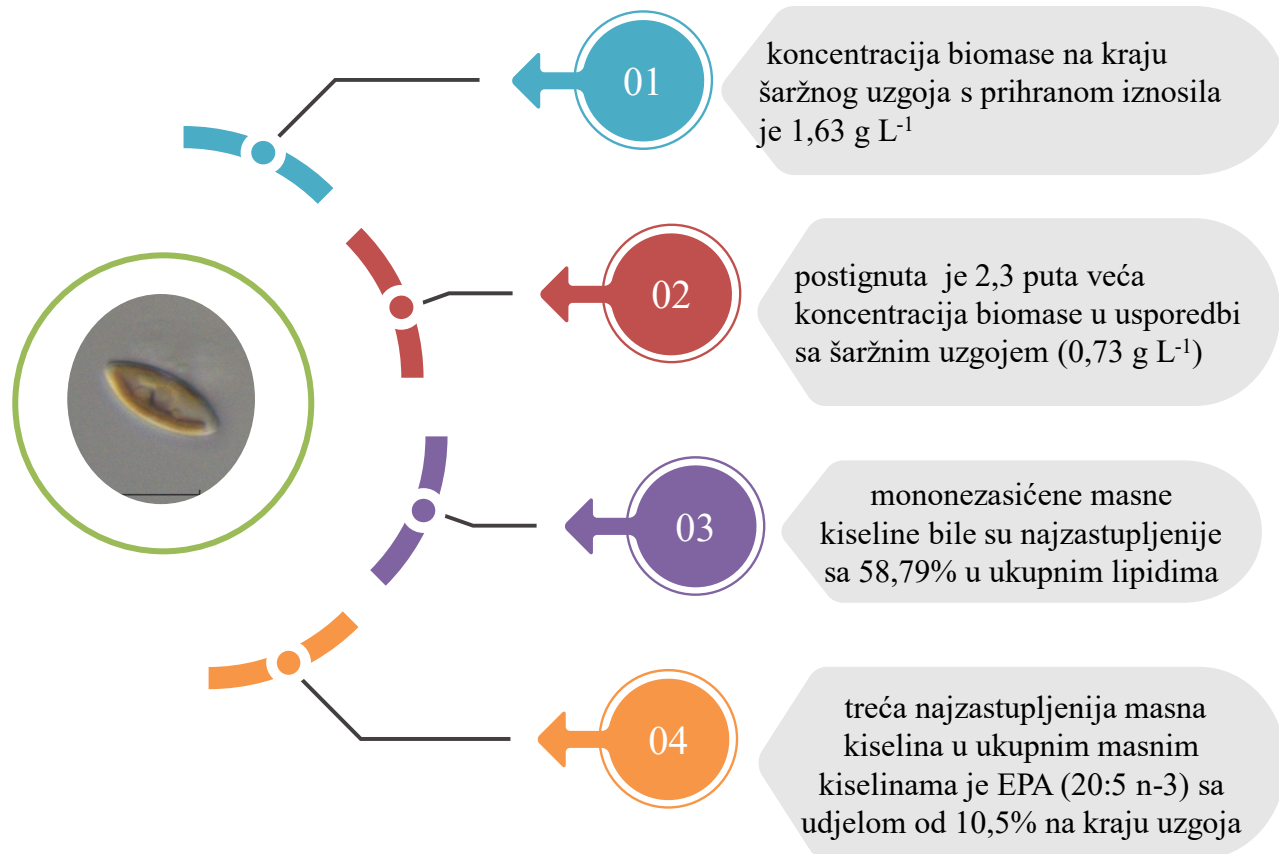 01
koncentracija biomase na kraju
šaržnog uzgoja s prihranom iznosila
je 1,63 g L⁻¹
02
postignuta je 2,3 puta veća
koncentracija biomase u usporedbi
sa šaržnim uzgojem (0,73 g L⁻¹)
03
mononezasićene masne
kiseline bile su najzastupljenije
sa 58,79% u ukupnim lipidima
04
treća najzastupljenija masna
kiselina u ukupnim masnim
kiselinama je EPA (20:5 n-3) sa
udjelom od 10,5% na kraju uzgoja